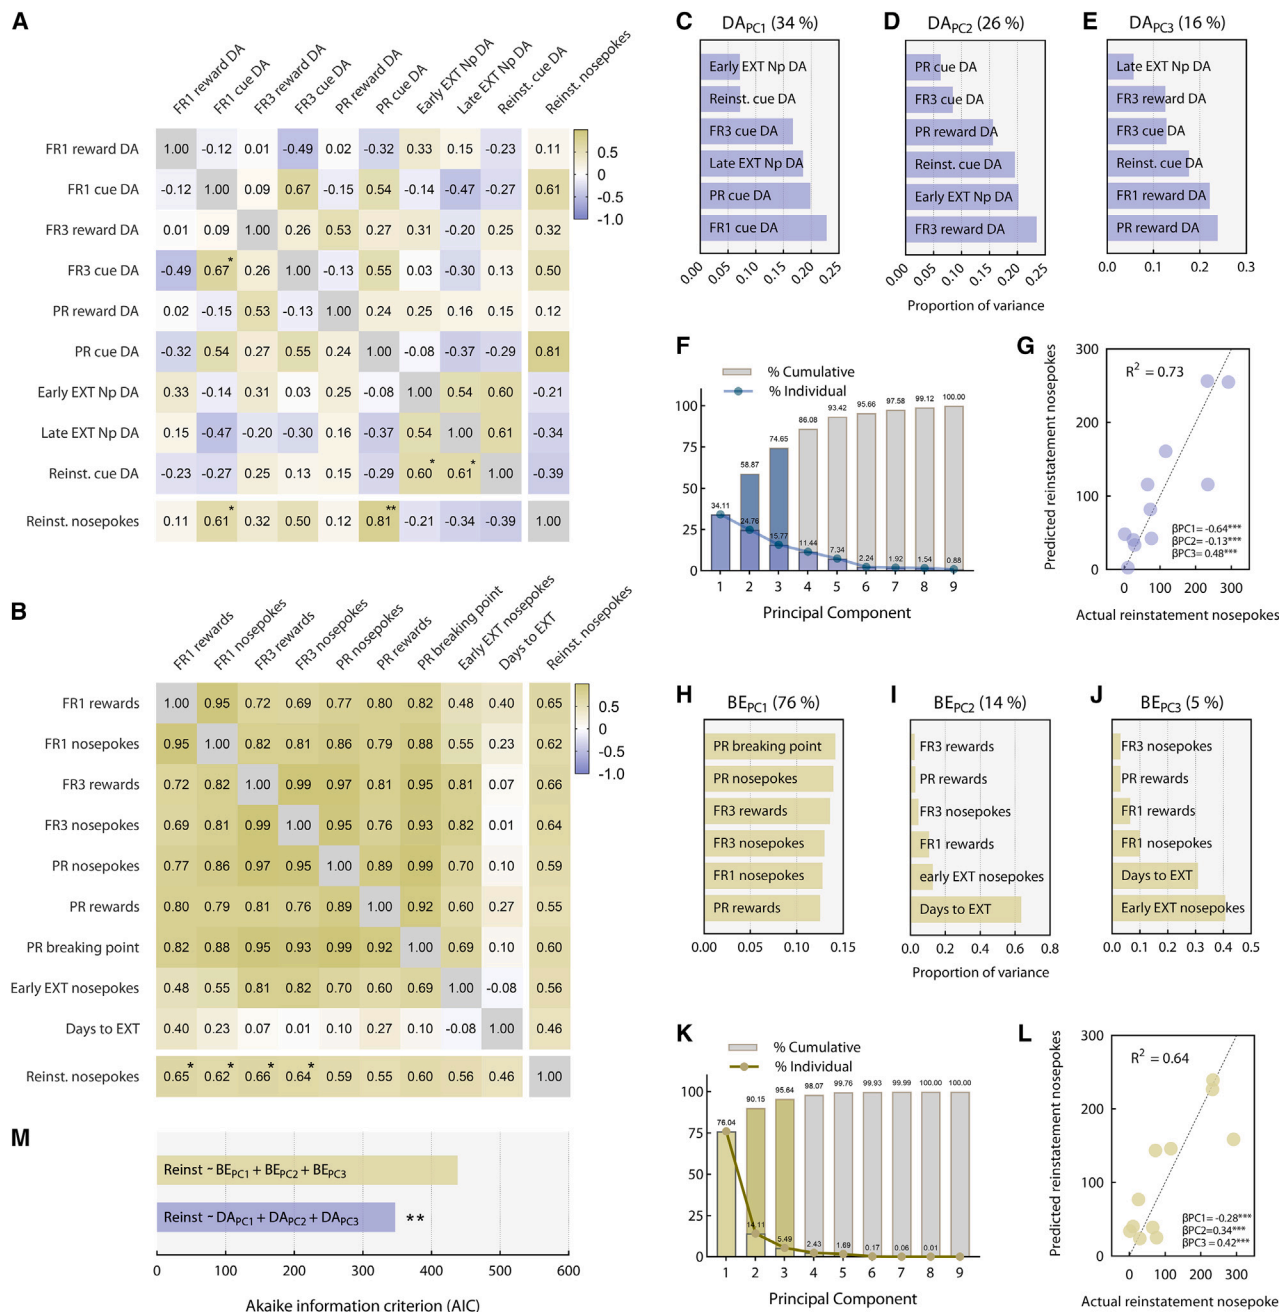 A
FR1 reward DA
FR1 cue DA
FR3 reward DA
FR3 cue DA
PR reward DA
PR cue DA
Early EXT Np DA
Late EXT Np DA
Reinst. cue DA
Reinst. nosepokes
FR1 reward DA 1.00 -0.12 0.01 -0.49 0.02 -0.32 0.33 0.15 -0.23 0.11
FR1 cue DA -0.12 1.00 0.09 0.67 -0.15 0.54 -0.14 -0.47 -0.27 0.61
FR3 reward DA 0.01 0.09 1.00 0.26 0.53 0.27 0.31 -0.20 0.25 0.32
FR3 cue DA -0.49 0.67* 0.26 1.00 -0.13 0.55 0.03 -0.30 0.13 0.50
PR reward DA 0.02 -0.15 0.53 -0.13 1.00 0.24 0.25 0.16 0.15 0.12
PR cue DA -0.32 0.54 0.27 0.55 0.24 1.00 -0.08 -0.37 -0.29 0.81
Early EXT Np DA 0.33 -0.14 0.31 0.03 0.25 -0.08 1.00 0.54 0.60 -0.21
Late EXT Np DA 0.15 -0.47 -0.20 -0.30 0.16 -0.37 0.54 1.00 0.61 -0.34
Reinst. cue DA -0.23 -0.27 0.25 0.13 0.15 -0.29 0.60* 0.61* 1.00 -0.39
Reinst. nosepokes 0.11 0.61* 0.32 0.50 0.12 0.81** -0.21 -0.34 -0.39 1.00
0.5
0.0
-0.5
-1.0
B
FR1 rewards
FR1 nosepokes
FR3 rewards
FR3 nosepokes
PR nosepokes
PR rewards
PR breaking point
Early EXT nosepokes
Days to EXT
Reinst. nosepokes
FR1 rewards 1.00 0.95 0.72 0.69 0.77 0.80 0.82 0.48 0.40 0.65
FR1 nosepokes 0.95 1.00 0.82 0.81 0.86 0.79 0.88 0.55 0.23 0.62
FR3 rewards 0.72 0.82 1.00 0.99 0.97 0.81 0.95 0.81 0.07 0.66
FR3 nosepokes 0.69 0.81 0.99 1.00 0.95 0.76 0.93 0.82 0.01 0.64
PR nosepokes 0.77 0.86 0.97 0.95 1.00 0.89 0.99 0.70 0.10 0.59
PR rewards 0.80 0.79 0.81 0.76 0.89 1.00 0.92 0.60 0.27 0.55
PR breaking point 0.82 0.88 0.95 0.93 0.99 0.92 1.00 0.69 0.10 0.60
Early EXT nosepokes 0.48 0.55 0.81 0.82 0.70 0.60 0.69 1.00 -0.08 0.56
Days to EXT 0.40 0.23 0.07 0.01 0.10 0.27 0.10 -0.08 1.00 0.46
Reinst. nosepokes 0.65* 0.62* 0.66* 0.64* 0.59 0.55 0.60 0.56 0.46 1.00
0.5
0.0
-0.5
-1.0
M
Reinst ~ BEPC1 + BEPC2 + BEPC3
Reinst ~ DAPC1 + DAPC2 + DAPC3 **
0 100 200 300 400 500 600
Akaike information criterion (AIC)
C
DAPC1 (34 %)
Early EXT Np DA
Reinst. cue DA
FR3 cue DA
Late EXT Np DA
PR cue DA
FR1 cue DA
0.00 0.05 0.10 0.15 0.20 0.25
D
DAPC2 (26 %)
PR cue DA
FR3 cue DA
PR reward DA
Reinst. cue DA
Early EXT Np DA
FR3 reward DA
0.00 0.05 0.10 0.15 0.20 0.25
Proportion of variance
E
DAPC3 (16 %)
Late EXT Np DA
FR3 reward DA
FR3 cue DA
Reinst. cue DA
FR1 reward DA
PR reward DA
0.0 0.1 0.2 0.3
F
% Cumulative
% Individual
100
75
50
25
0
34.11 58.87 74.65 86.08 93.42 95.66 97.58 99.12 100.00
24.76 15.77 11.44 7.34 2.24 1.92 1.54 0.88
1 2 3 4 5 6 7 8 9
Principal Component
G
Predicted reinstatement nosepokes
300
200
100
0
R2 = 0.73
βPC1= -0.64***
βPC2= -0.13***
βPC3= 0.48***
0 100 200 300
Actual reinstatement nosepokes
H
BEPC1 (76 %)
PR breaking point
PR nosepokes
FR3 rewards
FR3 nosepokes
FR1 nosepokes
PR rewards
0.00 0.05 0.10 0.15
I
BEPC2 (14 %)
FR3 rewards
PR rewards
FR3 nosepokes
FR1 rewards
early EXT nosepokes
Days to EXT
0.0 0.2 0.4 0.6 0.8
Proportion of variance
J
BEPC3 (5 %)
FR3 nosepokes
PR rewards
FR1 rewards
FR1 nosepokes
Days to EXT
Early EXT nosepokes
0.0 0.1 0.2 0.3 0.4 0.5
K
% Cumulative
% Individual
100
75
50
25
0
76.04 90.15 95.64 98.07 99.76 99.93 99.99 100.00 100.00
14.11 5.49 2.43 1.69 0.17 0.06 0.01
1 2 3 4 5 6 7 8 9
Principal Component
L
Predicted reinstatement nosepokes
300
200
100
0
R2 = 0.64
βPC1= -0.28***
βPC2=0.34***
βPC3 = 0.42***
0 100 200 300
Actual reinstatement nosepoke